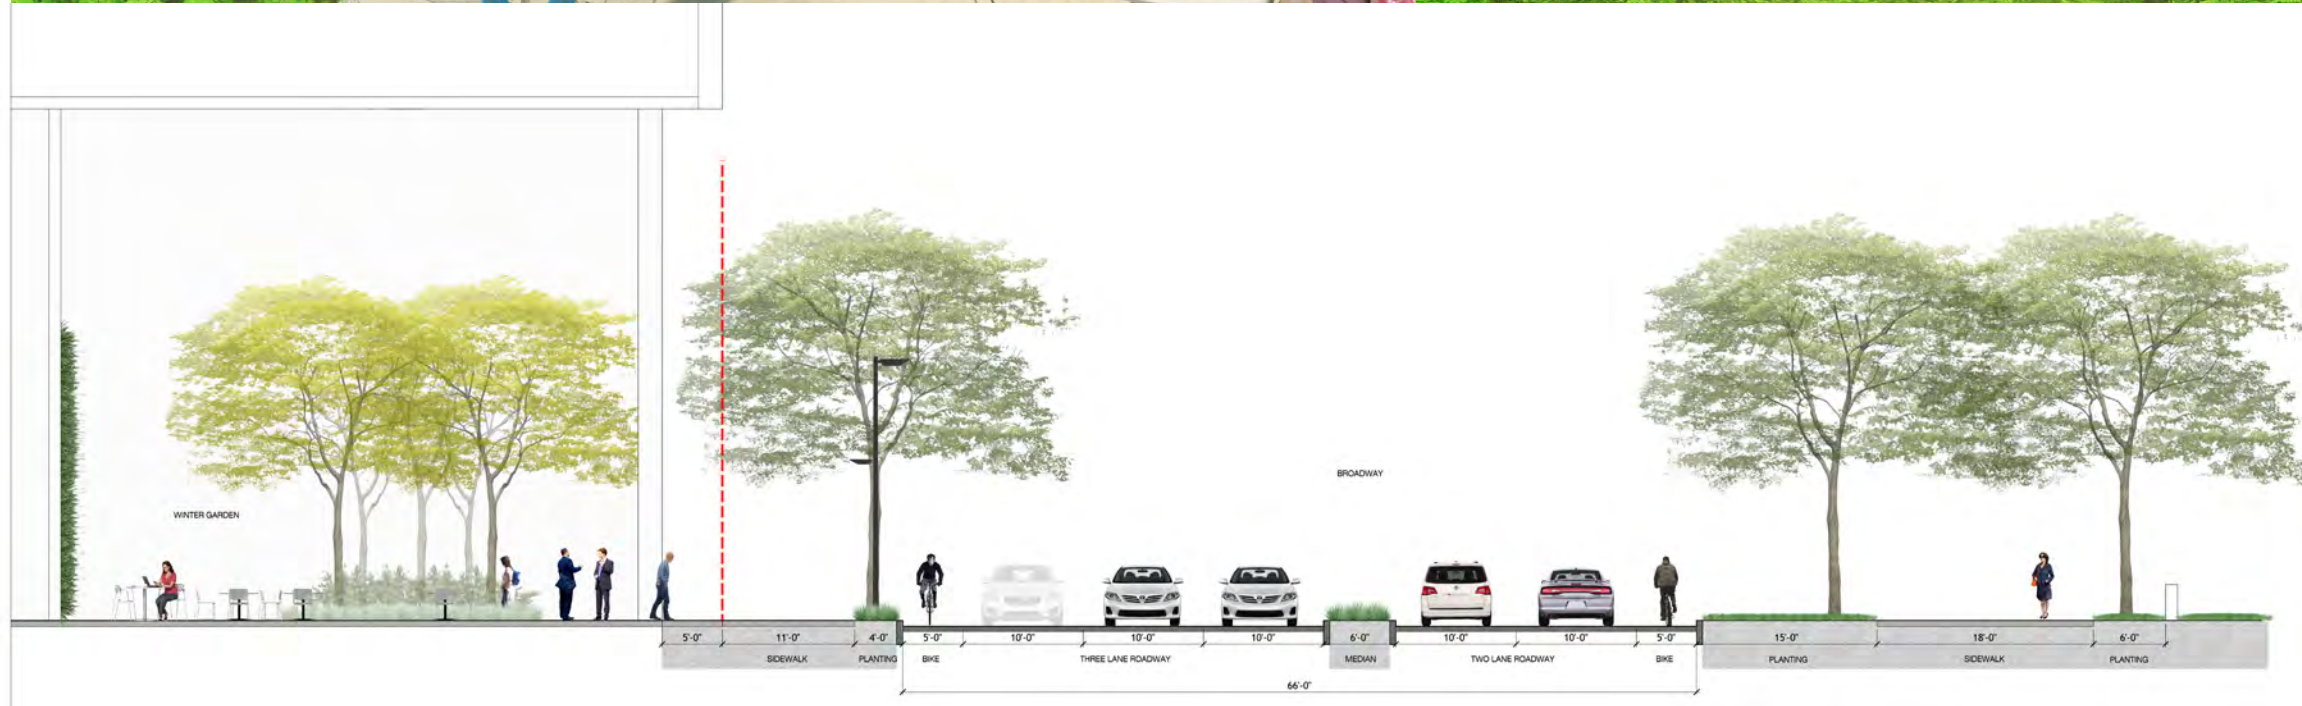 BROADWAY
WINTER GARDEN
5'-0" 11'-0" 4'-0" 5'-0" 10'-0" 10'-0" 10'-0" 6'-0" 10'-0" 10'-0" 5'-0" 15'-0" 18'-0" 6'-0"
SIDEWALK PLANTING BIKE THREE LANE ROADWAY MEDIAN TWO LANE ROADWAY BIKE PLANTING SIDEWALK PLANTING
66'-0"